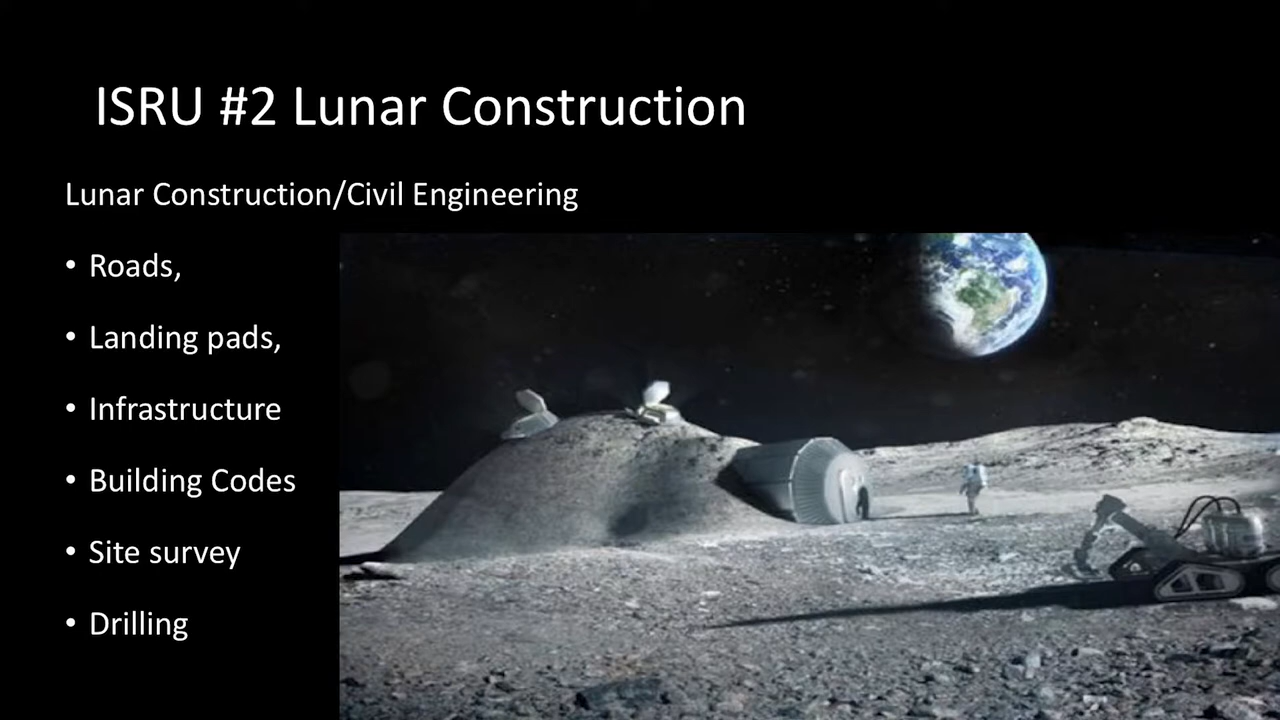 ISRU #2 Lunar Construction
Lunar Construction/Civil Engineering
• Roads,
• Landing pads,
• Infrastructure
• Building Codes
• Site survey
• Drilling